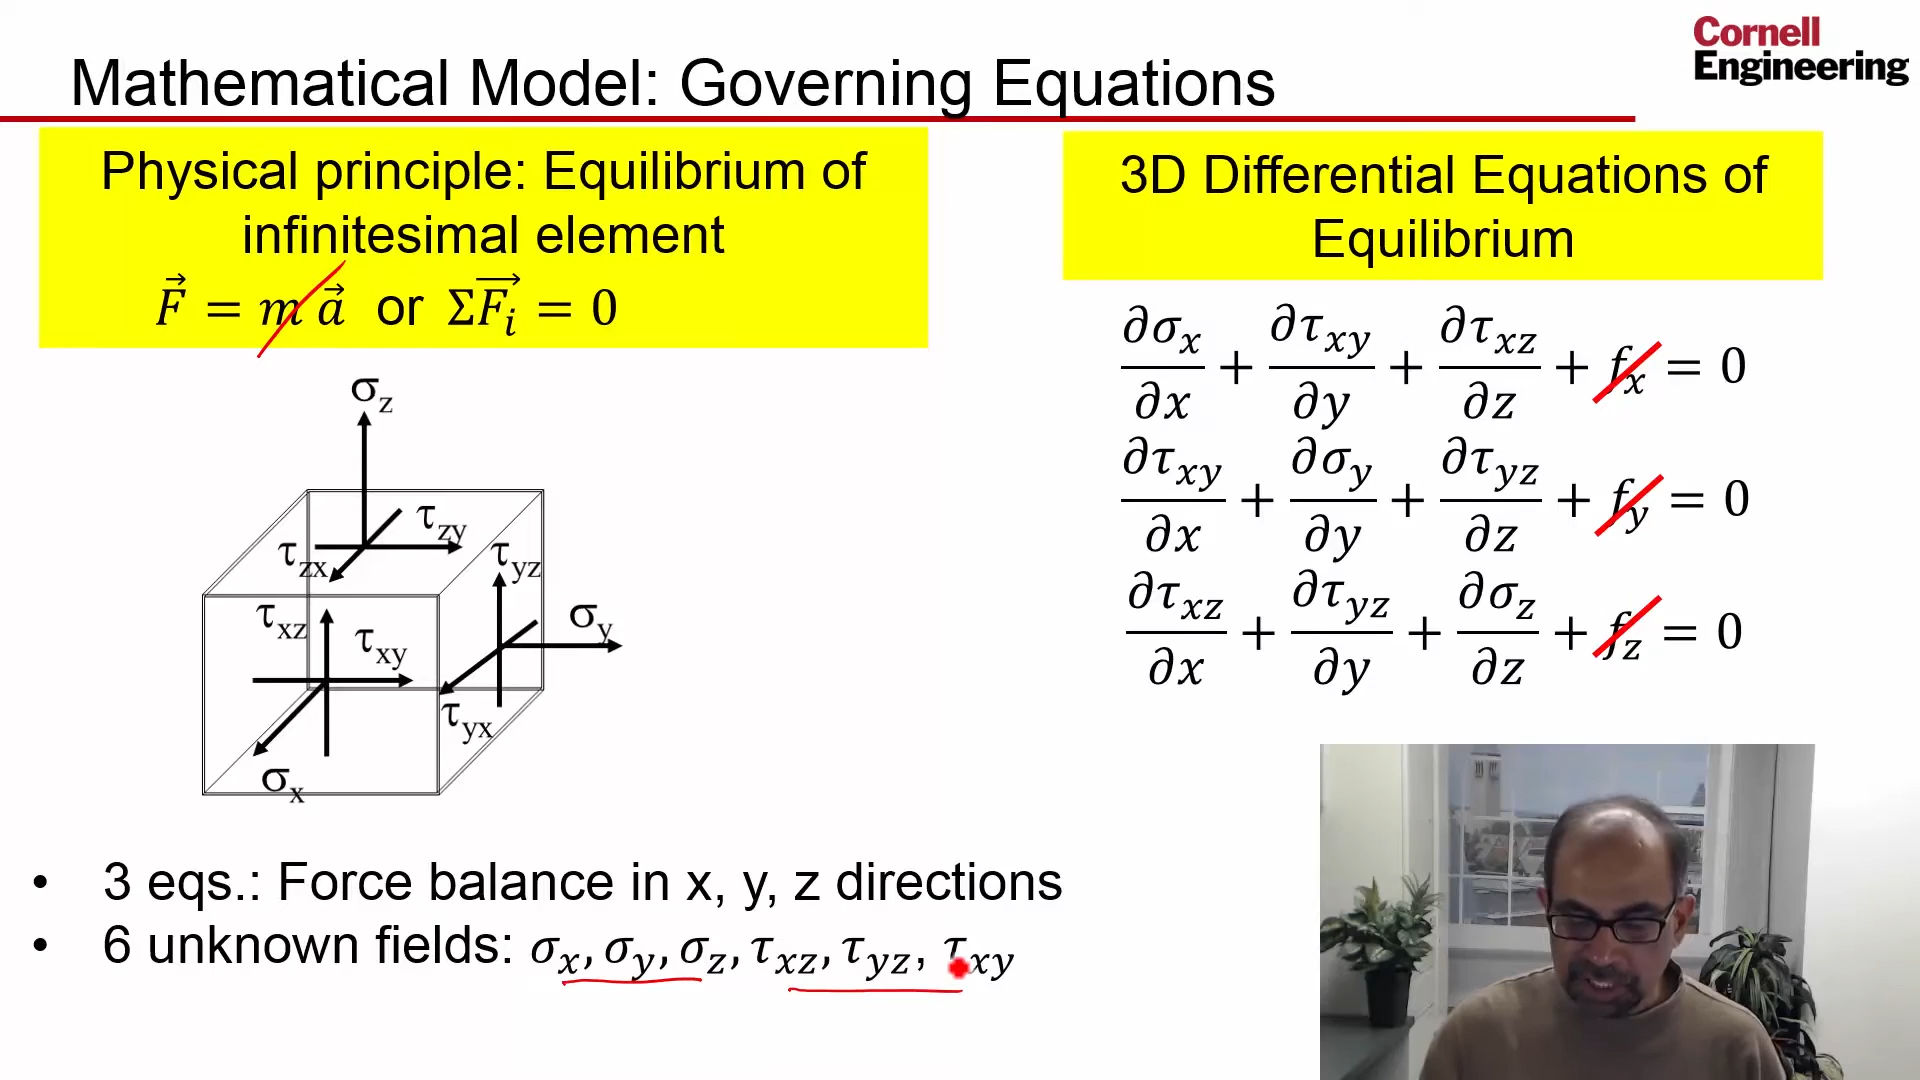 Cornell
Engineering
Mathematical Model: Governing Equations
Physical principle: Equilibrium of
infinitesimal element
F⃗ = m a⃗ or ΣF⃗ᵢ = 0
σz
τzy
τzx
τyz
τxz
τxy
σy
τyx
σx
3D Differential Equations of
Equilibrium
∂σx/∂x + ∂τxy/∂y + ∂τxz/∂z + fx = 0
∂τxy/∂x + ∂σy/∂y + ∂τyz/∂z + fy = 0
∂τxz/∂x + ∂τyz/∂y + ∂σz/∂z + fz = 0
• 3 eqs.: Force balance in x, y, z directions
• 6 unknown fields: σx, σy, σz, τxz, τyz, τxy